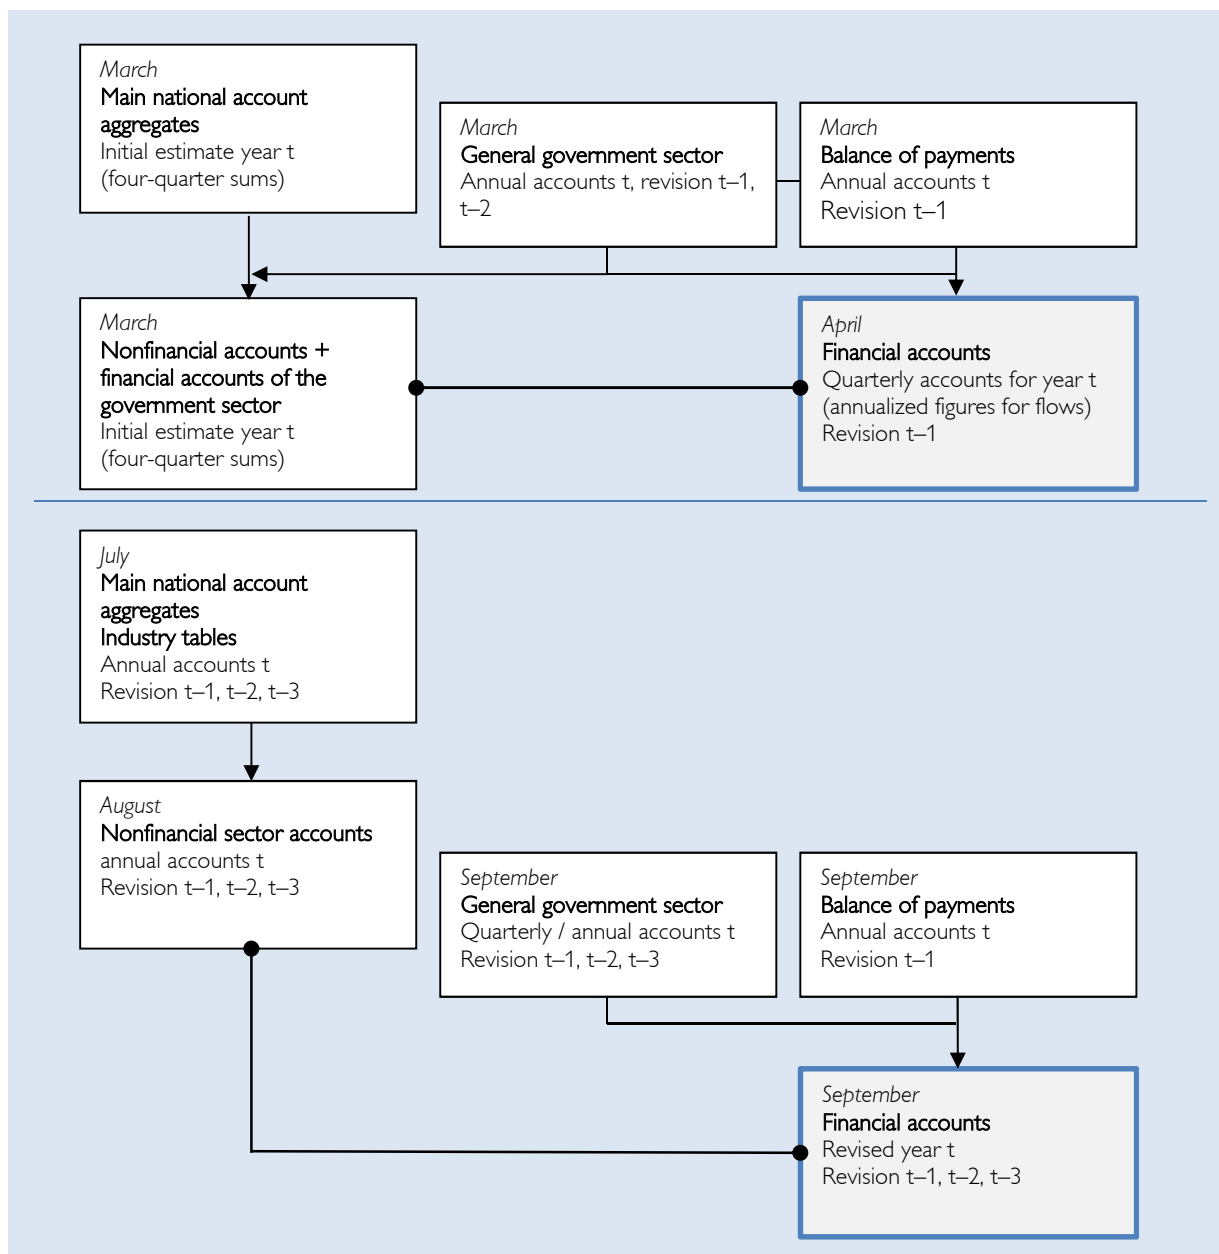 March
Main national account
aggregates
Initial estimate year t
(four-quarter sums)
March
General government sector
Annual accounts t, revision t–1,
t–2
March
Balance of payments
Annual accounts t
Revision t–1
March
Nonfinancial accounts +
financial accounts of the
government sector
Initial estimate year t
(four-quarter sums)
April
Financial accounts
Quarterly accounts for year t
(annualized figures for flows)
Revision t–1
July
Main national account
aggregates
Industry tables
Annual accounts t
Revision t–1, t–2, t–3
August
Nonfinancial sector accounts
annual accounts t
Revision t–1, t–2, t–3
September
General government sector
Quarterly / annual accounts t
Revision t–1, t–2, t–3
September
Balance of payments
Annual accounts t
Revision t–1
September
Financial accounts
Revised year t
Revision t–1, t–2, t–3